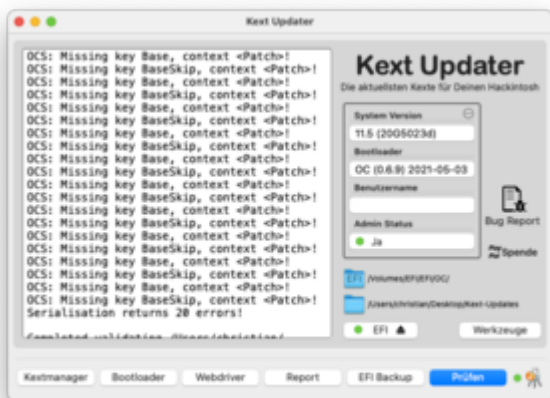 Kext Updater
OCS: Missing key Base, context <Patch>!
OCS: Missing key BaseSkip, context <Patch>!
OCS: Missing key Base, context <Patch>!
OCS: Missing key BaseSkip, context <Patch>!
OCS: Missing key Base, context <Patch>!
OCS: Missing key BaseSkip, context <Patch>!
OCS: Missing key Base, context <Patch>!
OCS: Missing key BaseSkip, context <Patch>!
OCS: Missing key Base, context <Patch>!
OCS: Missing key BaseSkip, context <Patch>!
OCS: Missing key Base, context <Patch>!
OCS: Missing key BaseSkip, context <Patch>!
OCS: Missing key Base, context <Patch>!
OCS: Missing key BaseSkip, context <Patch>!
OCS: Missing key Base, context <Patch>!
OCS: Missing key BaseSkip, context <Patch>!
OCS: Missing key Base, context <Patch>!
OCS: Missing key BaseSkip, context <Patch>!
OCS: Missing key Base, context <Patch>!
OCS: Missing key BaseSkip, context <Patch>!
Serialisation returns 20 errors!
Completed validating /Users/christian/
Kext Updater
Die aktuellsten Kexte für Deinen Hackintosh
System Version
11.5 (20G5023d)
Bootloader
OC (0.6.9) 2021-05-03
Benutzername
Admin Status
Ja
Bug Report
Spende
EFI /Volumes/EFI/EFI/OC/
/Users/christian/Desktop/Kext-Updates
EFI
Werkzeuge
Kextmanager
Bootloader
Webdriver
Report
EFI Backup
Prüfen